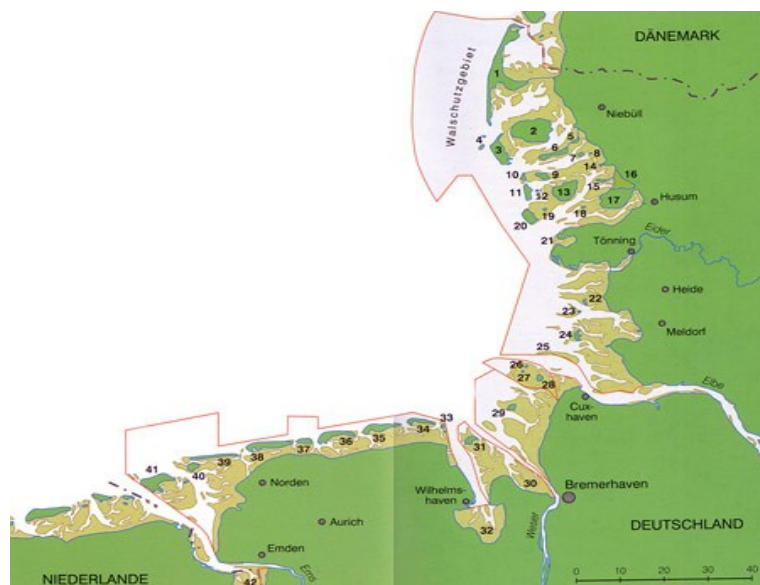 DÄNEMARK
Walschutzgebiet
1
Niebüll
2
5
4
3
6
7
8
14
10
9
16
11
12
13
15
17
Husum
20
19
18
21
Tönning
Eider
22
Heide
23
24
Meldorf
25
26
27
28
Elbe
Cux-
haven
29
33
34
35
36
37
38
39
31
41
40
Norden
Wilhelms-
haven
30
Bremerhaven
Aurich
32
Weser
DEUTSCHLAND
Emden
Ems
42
NIEDERLANDE
0 10 20 40